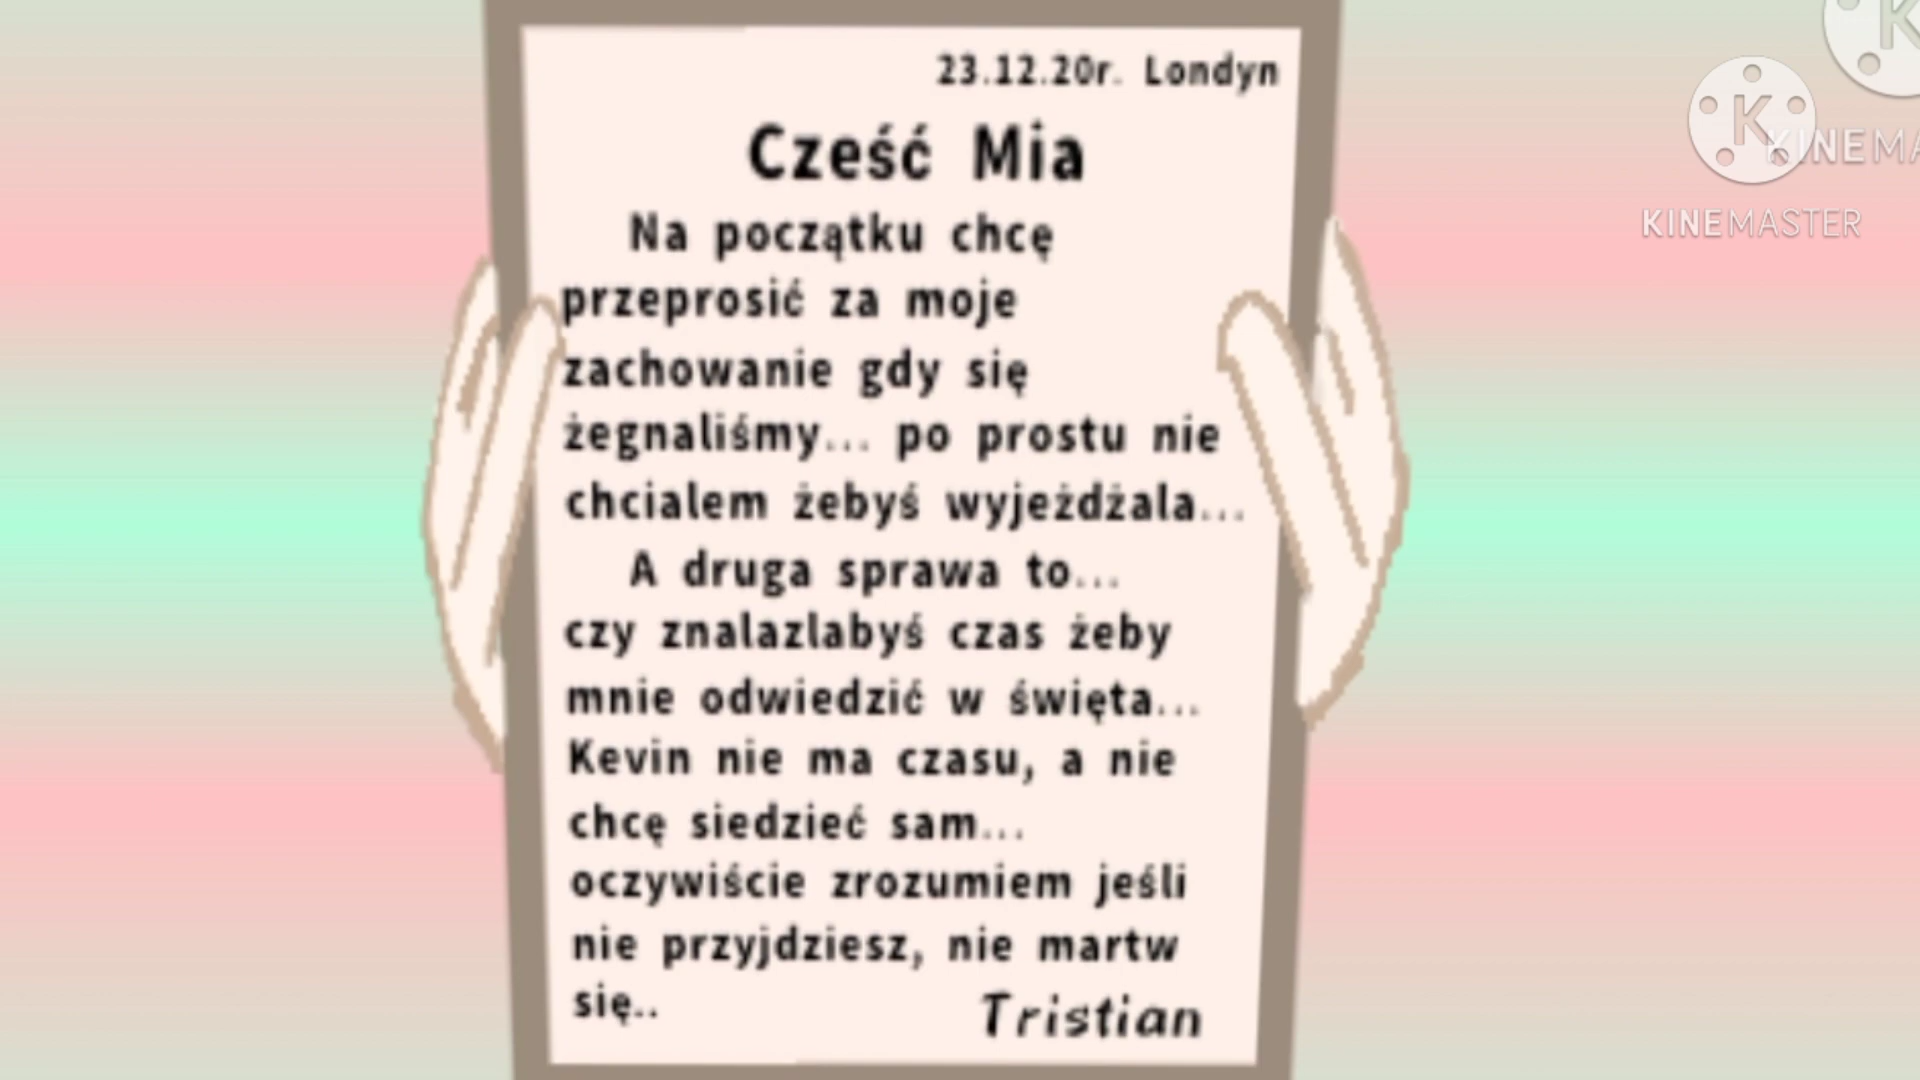 23.12.20r. Londyn
Cześć Mia
Na początku chcę
przeprosić za moje
zachowanie gdy się
żegnaliśmy... po prostu nie
chcialem żebyś wyjeżdżala...
A druga sprawa to...
czy znalazlabyś czas żeby
mnie odwiedzić w święta...
Kevin nie ma czasu, a nie
chcę siedzieć sam...
oczywiście zrozumiem jeśli
nie przyjdziesz, nie martw
się..
Tristian
K
KINEMA
K
KINEMASTER